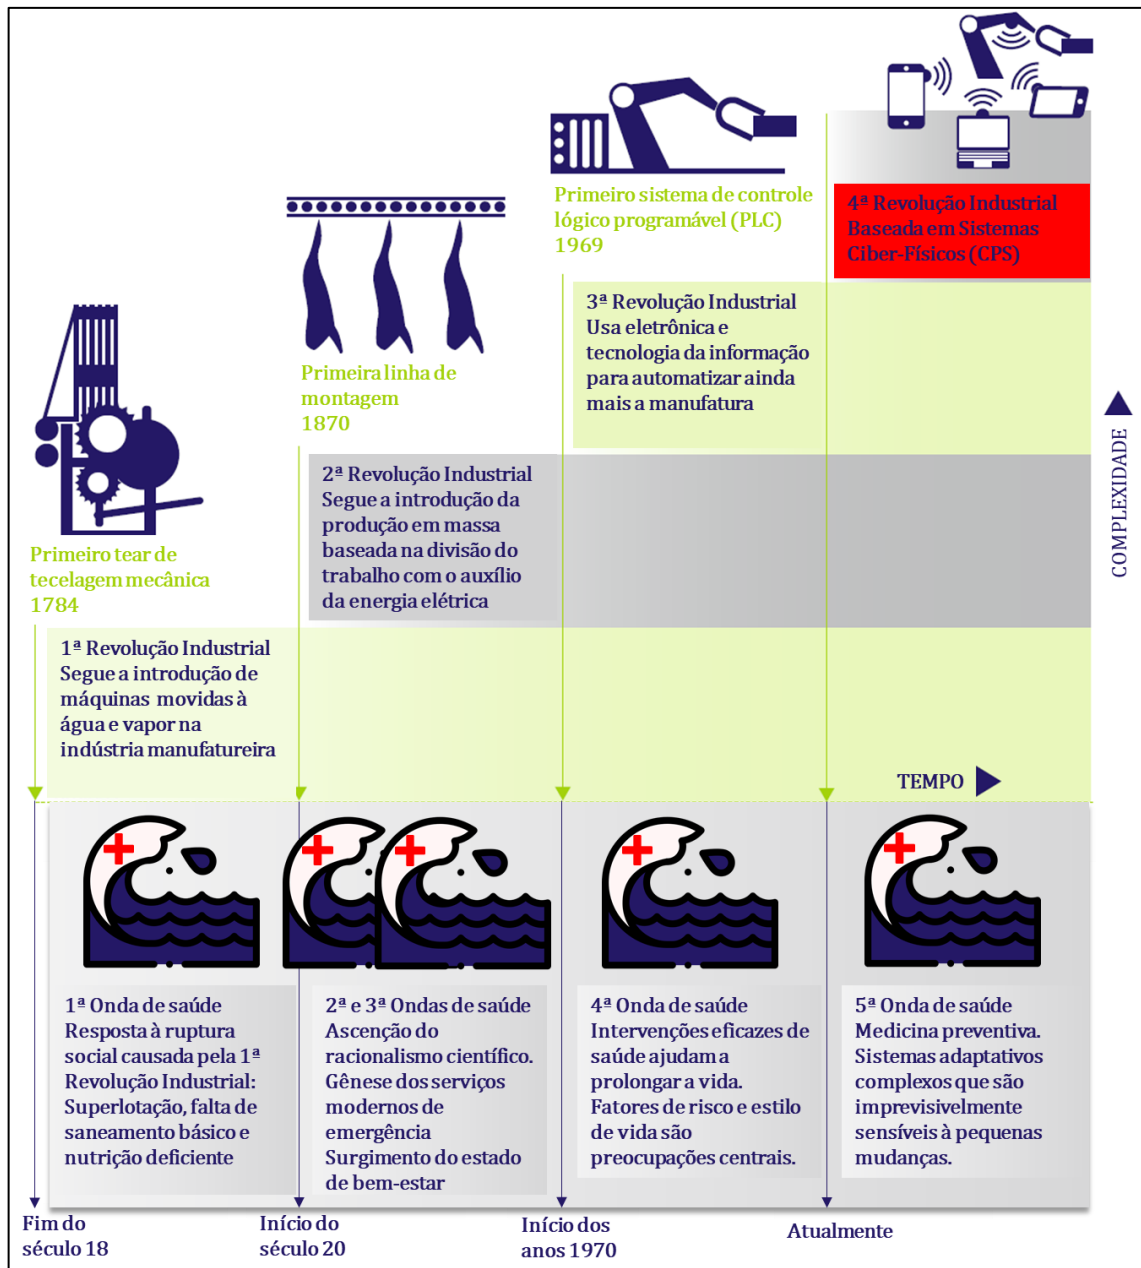 Primeiro tear de
tecelagem mecânica
1784
1ª Revolução Industrial
Segue a introdução de
máquinas movidas à
água e vapor na
indústria manufatureira
Primeira linha de
montagem
1870
2ª Revolução Industrial
Segue a introdução da
produção em massa
baseada na divisão do
trabalho com o auxílio
da energia elétrica
Primeiro sistema de controle
lógico programável (PLC)
1969
3ª Revolução Industrial
Usa eletrônica e
tecnologia da informação
para automatizar ainda
mais a manufatura
4ª Revolução Industrial
Baseada em Sistemas
Ciber-Físicos (CPS)
COMPLEXIDADE
TEMPO
1ª Onda de saúde
Resposta à ruptura
social causada pela 1ª
Revolução Industrial:
Superlotação, falta de
saneamento básico e
nutrição deficiente
2ª e 3ª Ondas de saúde
Ascenção do
racionalismo científico.
Gênese dos serviços
modernos de
emergência
Surgimento do estado
de bem-estar
4ª Onda de saúde
Intervenções eficazes de
saúde ajudam a
prolongar a vida.
Fatores de risco e estilo
de vida são
preocupações centrais.
5ª Onda de saúde
Medicina preventiva.
Sistemas adaptativos
complexos que são
imprevisivelmente
sensíveis à pequenas
mudanças.
Fim do
século 18
Início do
século 20
Início dos
anos 1970
Atualmente